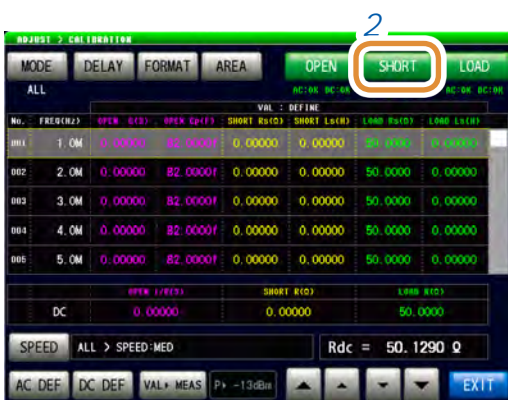 2
ADJUST > CALIBRATION
MODE DELAY FORMAT AREA OPEN SHORT LOAD
ALL AC:OK DC:OK AC:OK DC:OK
VAL : DEFINE
No. FREQ(Hz) OPEN G(S) OPEN Cp(F) SHORT Rs(Ω) SHORT Ls(H) LOAD Rs(Ω) LOAD Ls(H)
001 1.0M 0.00000 82.0000f 0.00000 0.00000 50.0000 0.00000
002 2.0M 0.00000 82.0000f 0.00000 0.00000 50.0000 0.00000
003 3.0M 0.00000 82.0000f 0.00000 0.00000 50.0000 0.00000
004 4.0M 0.00000 82.0000f 0.00000 0.00000 50.0000 0.00000
005 5.0M 0.00000 82.0000f 0.00000 0.00000 50.0000 0.00000
OPEN SHORT R(Ω) LOAD R(Ω)
DC 0.00000 0.00000 50.0000
SPEED ALL > SPEED:MED Rdc = 50.1290 Ω
AC DEF DC DEF VAL▸MEAS P▸ -13dBm EXIT